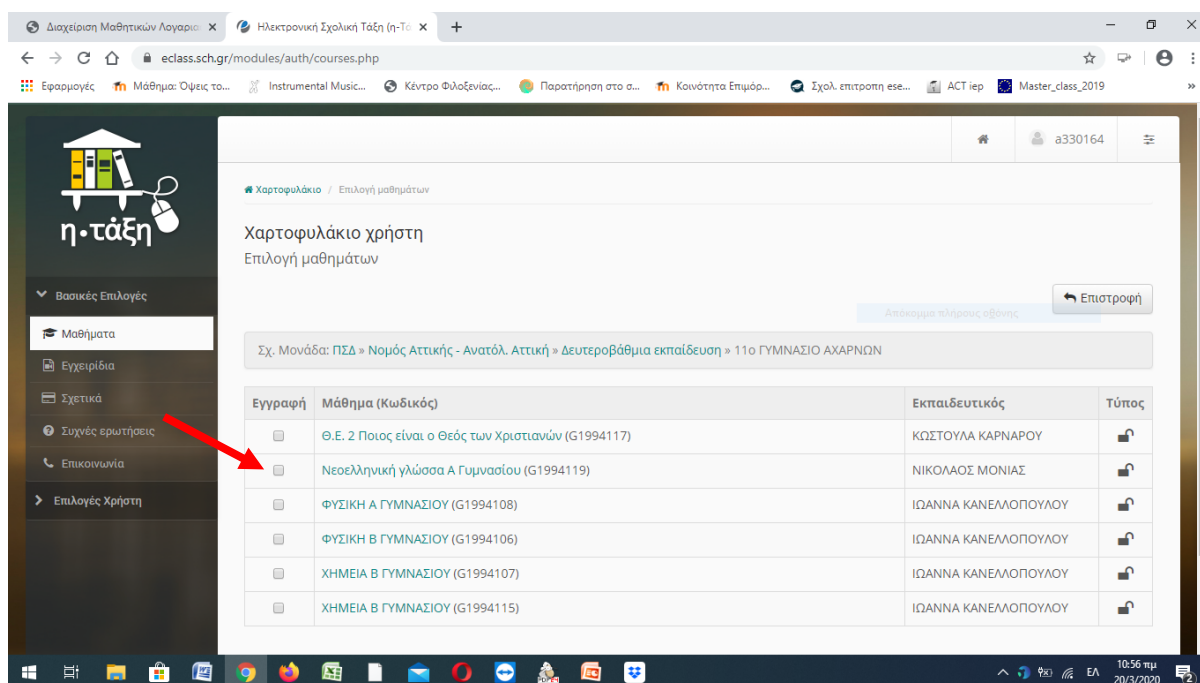 Διαχείριση Μαθητικών Λογαρια
Ηλεκτρονική Σχολική Τάξη (η-Τά
eclass.sch.gr/modules/auth/courses.php
Εφαρμογές
Μάθημα: Όψεις το...
Instrumental Music...
Κέντρο Φιλοξενίας...
Παρατήρηση στο σ...
Κοινότητα Επιμόρ...
Σχολ. επιτροπη ese...
ACT iep
Master_class_2019
»
η·τάξη
a330164
Χαρτοφυλάκιο / Επιλογή μαθημάτων
Χαρτοφυλάκιο χρήστη
Επιλογή μαθημάτων
Βασικές Επιλογές
Επιστροφή
Απόκομμα πλήρους οθόνης
Μαθήματα
Εγχειρίδια
Σχετικά
Συχνές ερωτήσεις
Επικοινωνία
Επιλογές Χρήστη
Σχ. Μονάδα: ΠΣΔ » Νομός Αττικής - Ανατόλ. Αττική » Δευτεροβάθμια εκπαίδευση » 11ο ΓΥΜΝΑΣΙΟ ΑΧΑΡΝΩΝ
Εγγραφή Μάθημα (Κωδικός) Εκπαιδευτικός Τύπος
Θ.Ε. 2 Ποιος είναι ο Θεός των Χριστιανών (G1994117) ΚΩΣΤΟΥΛΑ ΚΑΡΝΑΡΟΥ
Νεοελληνική γλώσσα Α Γυμνασίου (G1994119) ΝΙΚΟΛΑΟΣ ΜΟΝΙΑΣ
ΦΥΣΙΚΗ Α ΓΥΜΝΑΣΙΟΥ (G1994108) ΙΩΑΝΝΑ ΚΑΝΕΛΛΟΠΟΥΛΟΥ
ΦΥΣΙΚΗ Β ΓΥΜΝΑΣΙΟΥ (G1994106) ΙΩΑΝΝΑ ΚΑΝΕΛΛΟΠΟΥΛΟΥ
ΧΗΜΕΙΑ Β ΓΥΜΝΑΣΙΟΥ (G1994107) ΙΩΑΝΝΑ ΚΑΝΕΛΛΟΠΟΥΛΟΥ
ΧΗΜΕΙΑ Β ΓΥΜΝΑΣΙΟΥ (G1994115) ΙΩΑΝΝΑ ΚΑΝΕΛΛΟΠΟΥΛΟΥ
ΕΛ
10:56 πμ
20/3/2020